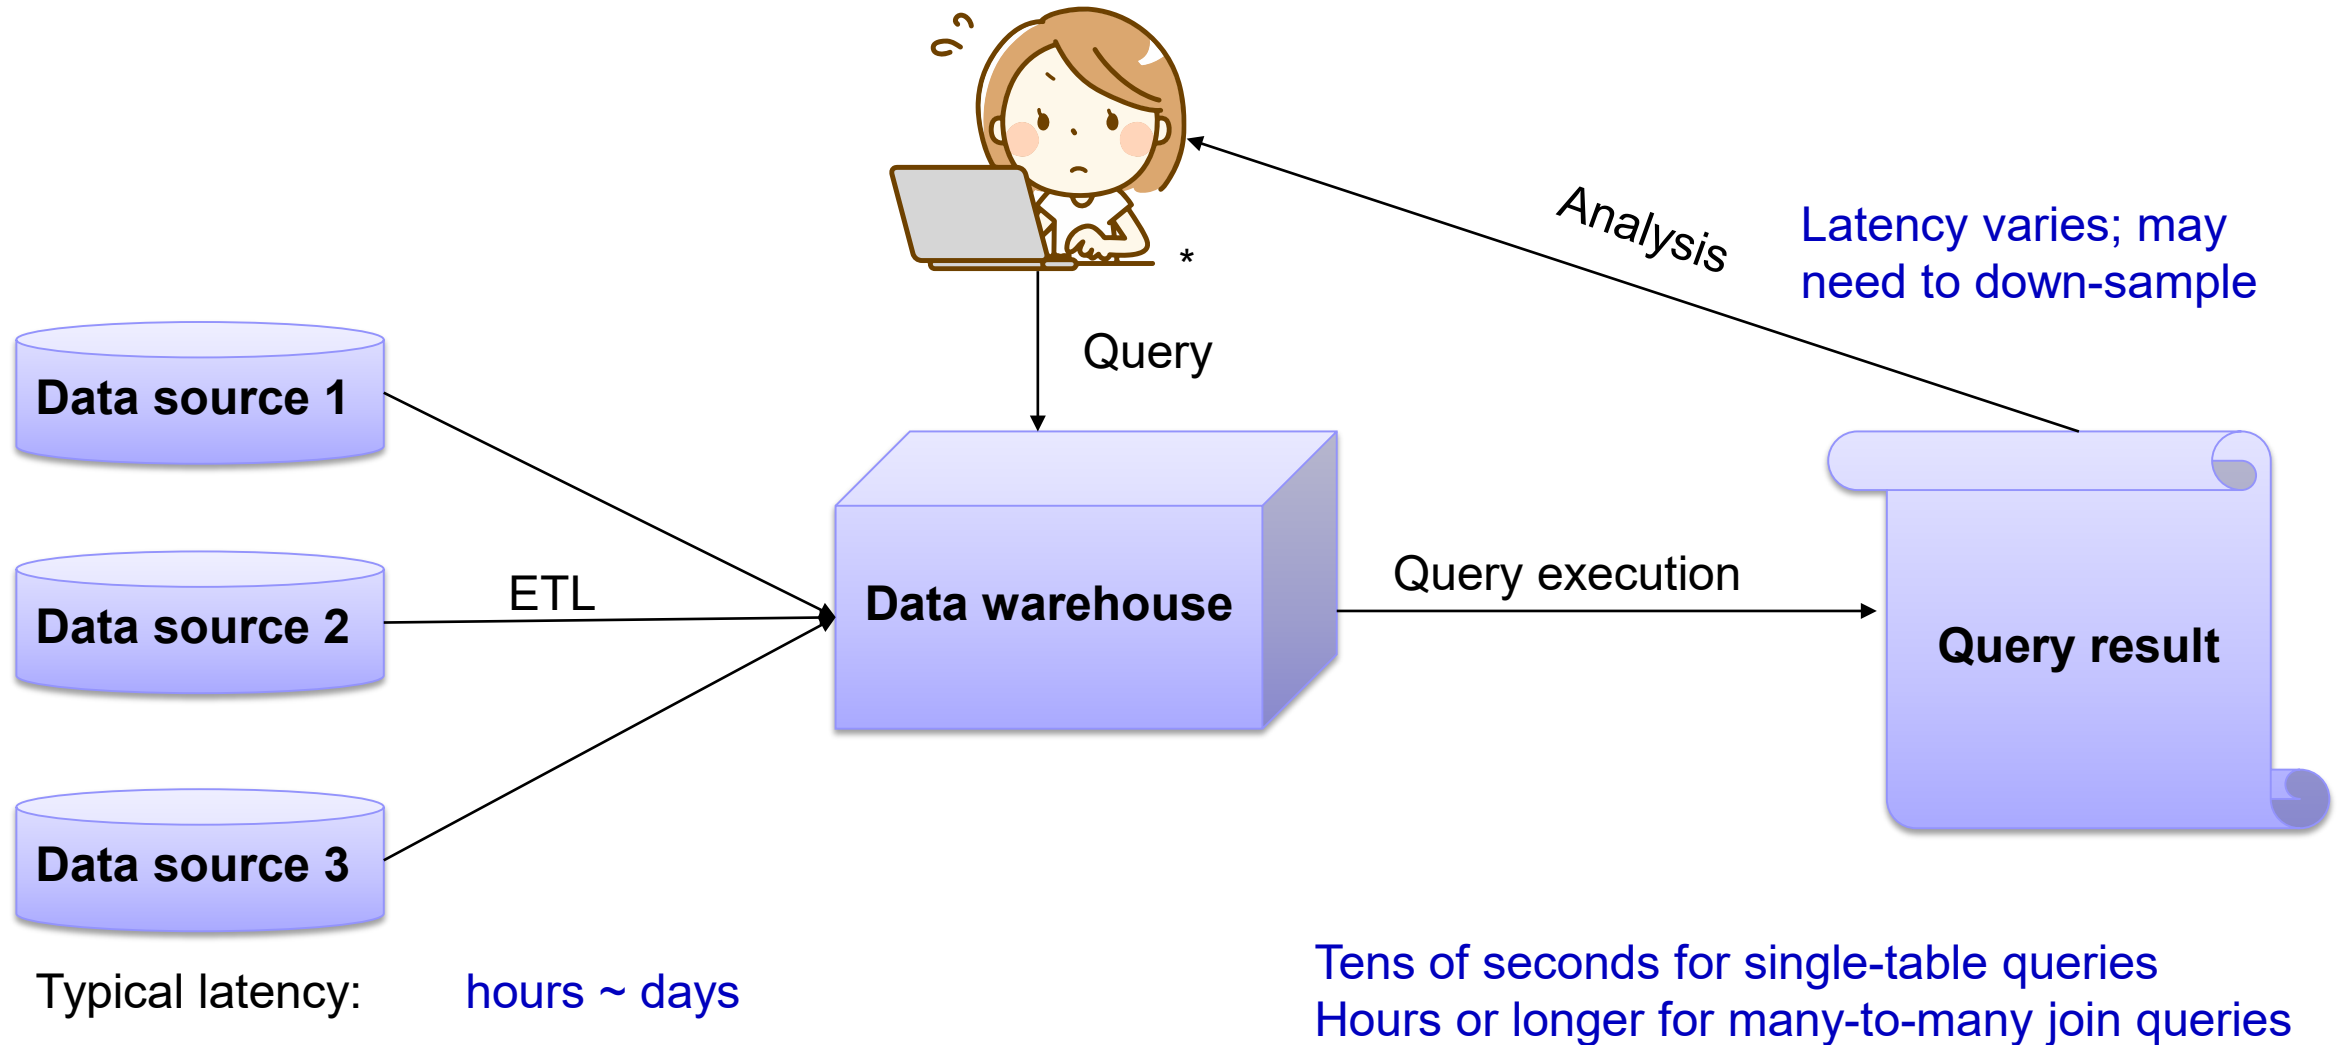 *
Analysis
Latency varies; may
need to down-sample
Query
Data source 1
Data source 2
Data source 3
ETL
Data warehouse
Query execution
Query result
Typical latency:
hours ~ days
Tens of seconds for single-table queries
Hours or longer for many-to-many join queries